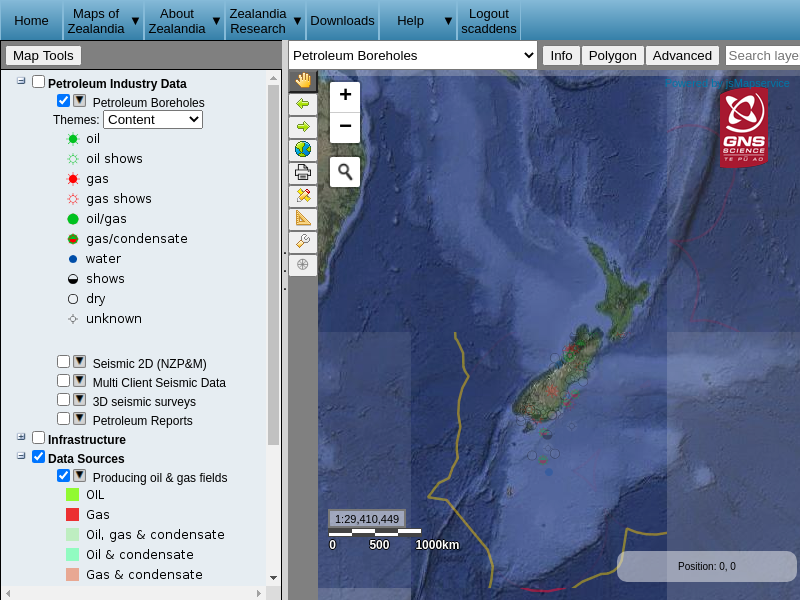 Home
Maps of Zealandia ▼
About Zealandia ▼
Zealandia Research ▼
Downloads
Help ▼
Logout scaddens
Map Tools
Petroleum Boreholes
Info
Polygon
Advanced
Search laye
Petroleum Industry Data
Petroleum Boreholes
Themes: Content
oil
oil shows
gas
gas shows
oil/gas
gas/condensate
water
shows
dry
unknown
Seismic 2D (NZP&M)
Multi Client Seismic Data
3D seismic surveys
Petroleum Reports
Infrastructure
Data Sources
Producing oil & gas fields
OIL
Gas
Oil, gas & condensate
Oil & condensate
Gas & condensate
+
−
GNS
SCIENCE
TE PŪ AO
1:29,410,449
0 500 1000km
Position: 0, 0